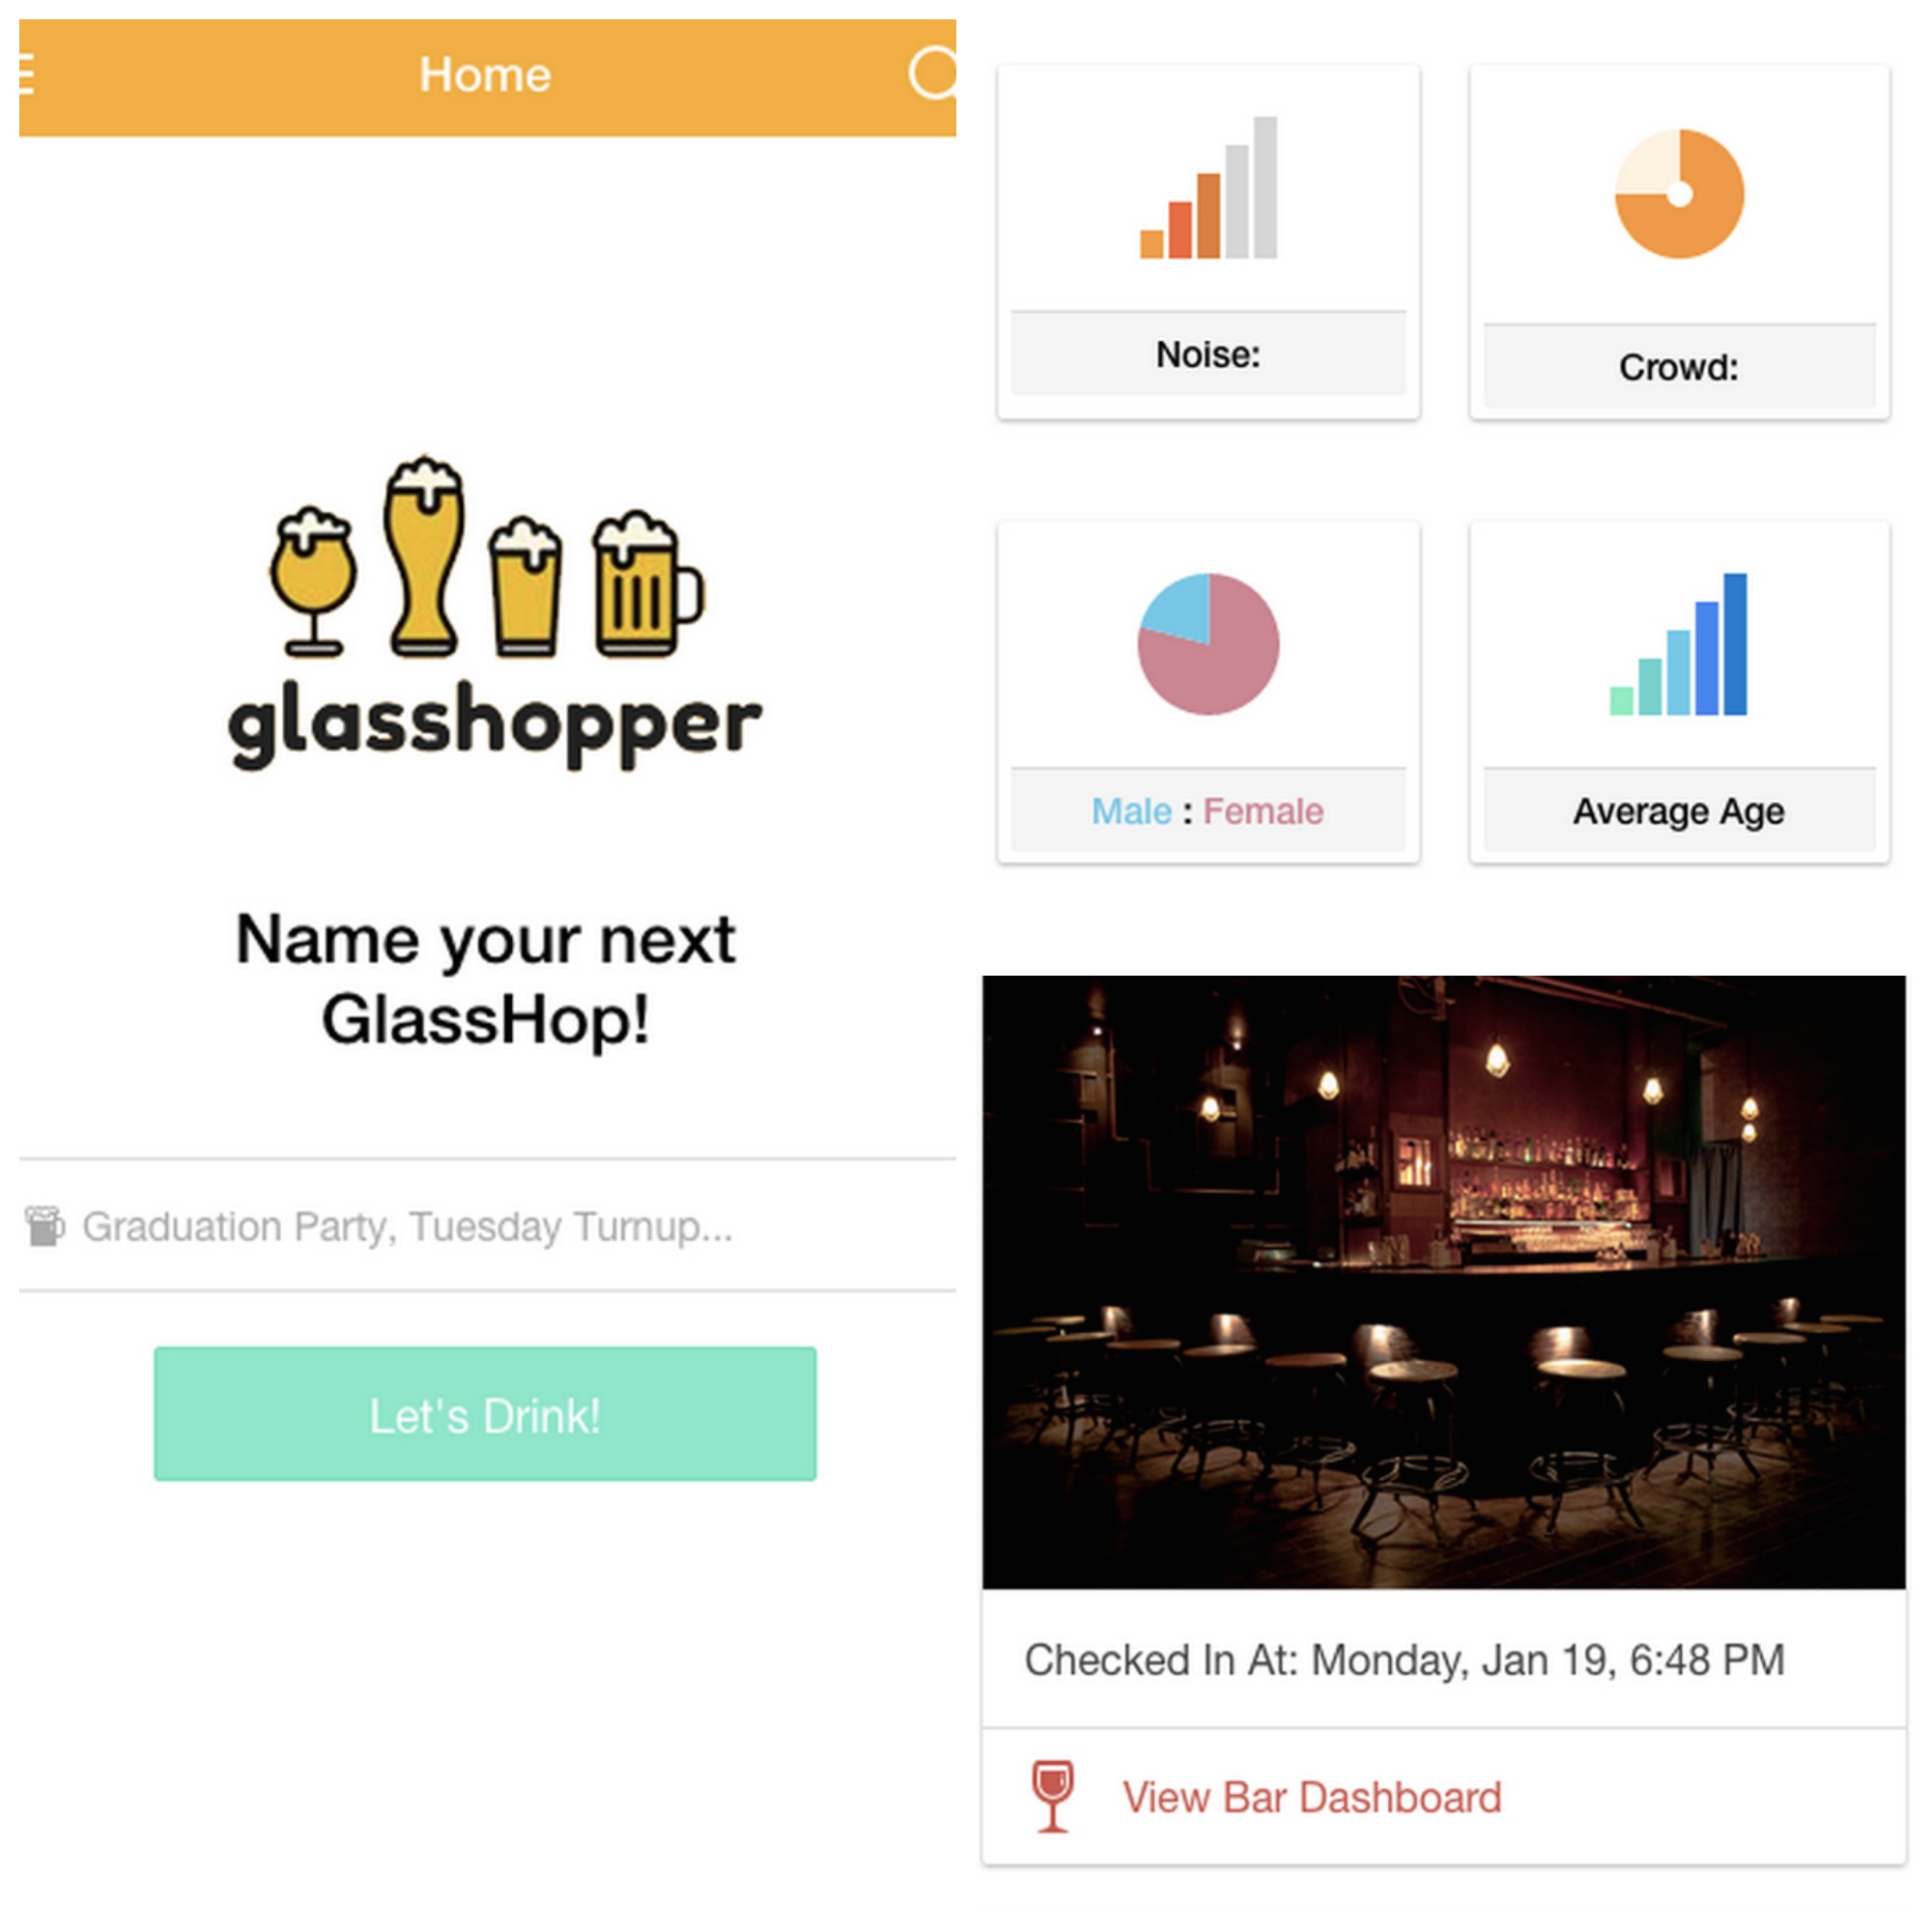 Home
glasshopper
Name your next
GlassHop!
Graduation Party, Tuesday Turnup...
Let's Drink!
Noise:
Crowd:
Male : Female
Average Age
Checked In At: Monday, Jan 19, 6:48 PM
View Bar Dashboard